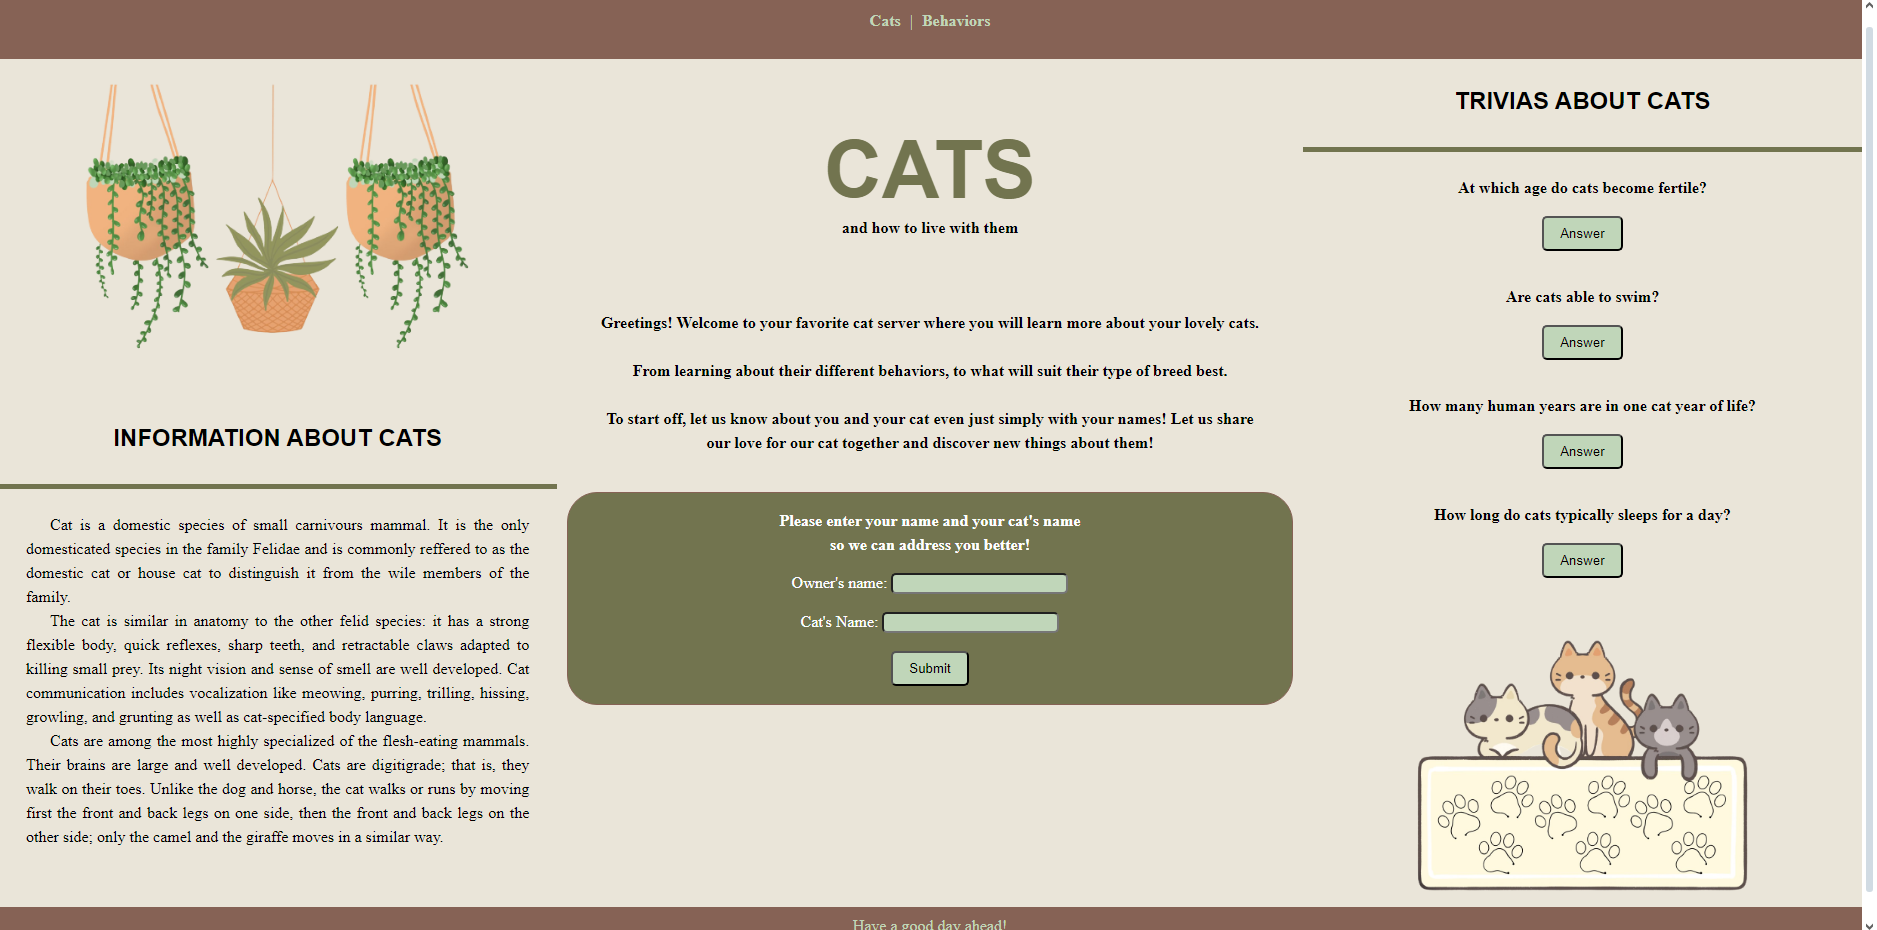 Cats | Behaviors
INFORMATION ABOUT CATS
Cat is a domestic species of small carnivours mammal. It is the only
domesticated species in the family Felidae and is commonly reffered to as the
domestic cat or house cat to distinguish it from the wile members of the
family.
The cat is similar in anatomy to the other felid species: it has a strong
flexible body, quick reflexes, sharp teeth, and retractable claws adapted to
killing small prey. Its night vision and sense of smell are well developed. Cat
communication includes vocalization like meowing, purring, trilling, hissing,
growling, and grunting as well as cat-specified body language.
Cats are among the most highly specialized of the flesh-eating mammals.
Their brains are large and well developed. Cats are digitigrade; that is, they
walk on their toes. Unlike the dog and horse, the cat walks or runs by moving
first the front and back legs on one side, then the front and back legs on the
other side; only the camel and the giraffe moves in a similar way.
CATS
and how to live with them
Greetings! Welcome to your favorite cat server where you will learn more about your lovely cats.
From learning about their different behaviors, to what will suit their type of breed best.
To start off, let us know about you and your cat even just simply with your names! Let us share
our love for our cat together and discover new things about them!
Please enter your name and your cat's name
so we can address you better!
Owner's name:
Cat's Name:
Submit
TRIVIAS ABOUT CATS
At which age do cats become fertile?
Answer
Are cats able to swim?
Answer
How many human years are in one cat year of life?
Answer
How long do cats typically sleeps for a day?
Answer
Have a good day ahead!